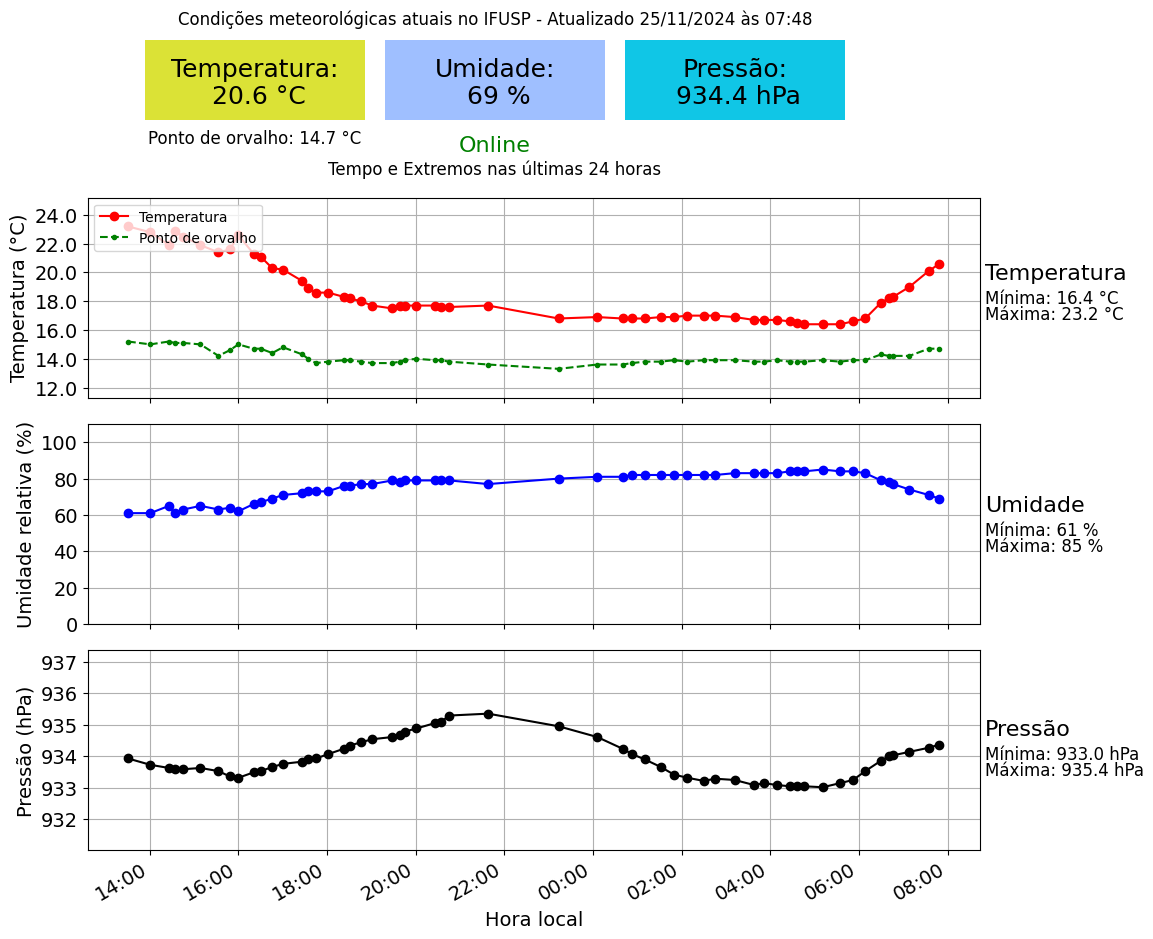 Condições meteorológicas atuais no IFUSP - Atualizado 25/11/2024 às 07:48
Temperatura:
20.6 °C
Umidade:
69 %
Pressão:
934.4 hPa
Ponto de orvalho: 14.7 °C
Online
Tempo e Extremos nas últimas 24 horas
Temperatura (°C)
24.0
22.0
20.0
18.0
16.0
14.0
12.0
Temperatura
Ponto de orvalho
Temperatura
Mínima: 16.4 °C
Máxima: 23.2 °C
Umidade relativa (%)
100
80
60
40
20
0
Umidade
Mínima: 61 %
Máxima: 85 %
Pressão (hPa)
937
936
935
934
933
932
Pressão
Mínima: 933.0 hPa
Máxima: 935.4 hPa
14:00
16:00
18:00
20:00
22:00
00:00
02:00
04:00
06:00
08:00
Hora local